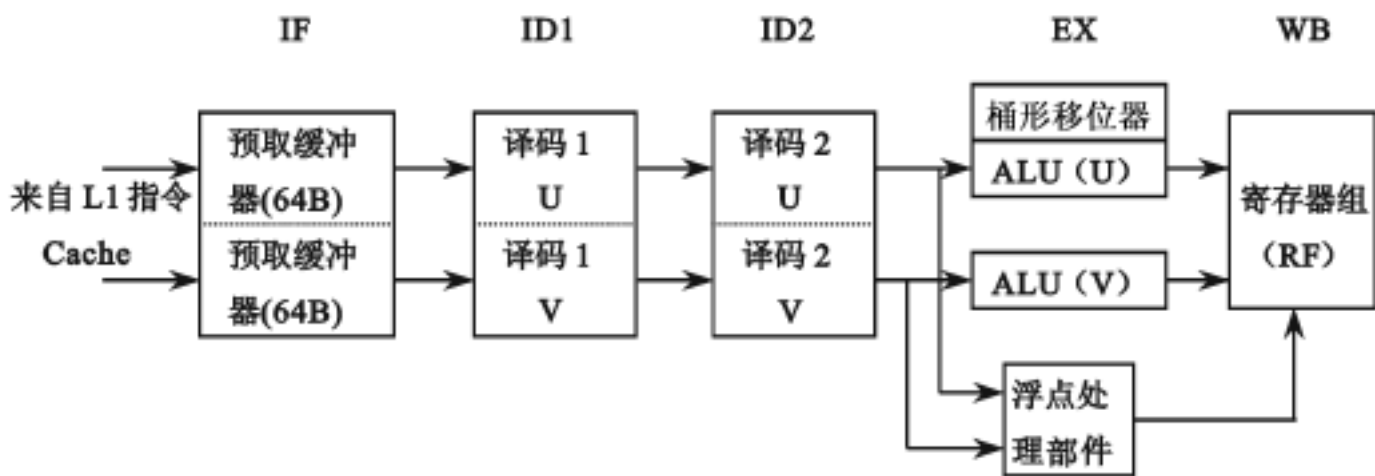 IF ID1 ID2 EX WB
来自 L1 指令
Cache
预取缓冲
器(64B)
预取缓冲
器(64B)
译码 1
U
译码 1
V
译码 2
U
译码 2
V
桶形移位器
ALU（U）
ALU（V）
浮点处
理部件
寄存器组
（RF）